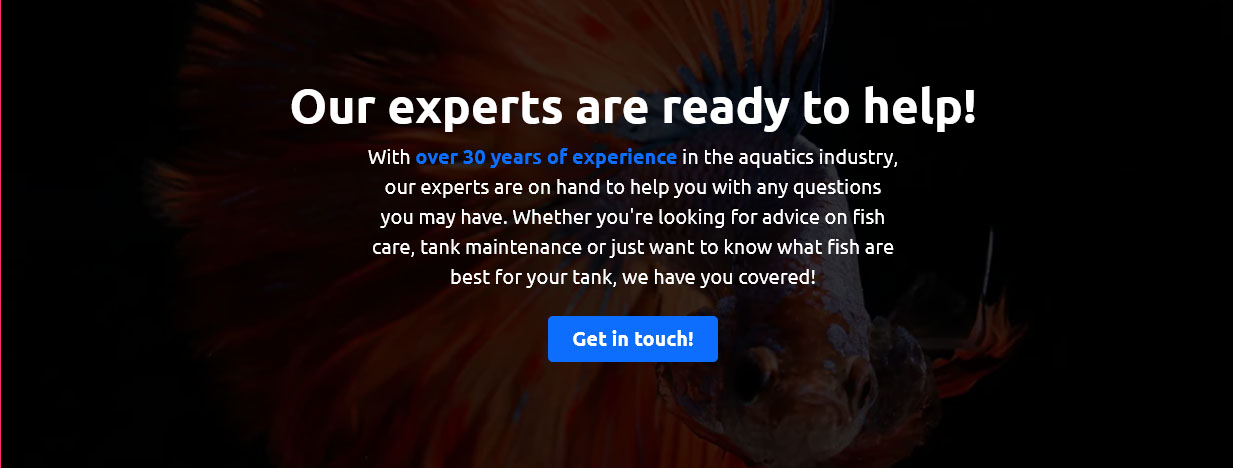 Our experts are ready to help!
With over 30 years of experience in the aquatics industry,
our experts are on hand to help you with any questions
you may have. Whether you're looking for advice on fish
care, tank maintenance or just want to know what fish are
best for your tank, we have you covered!
Get in touch!